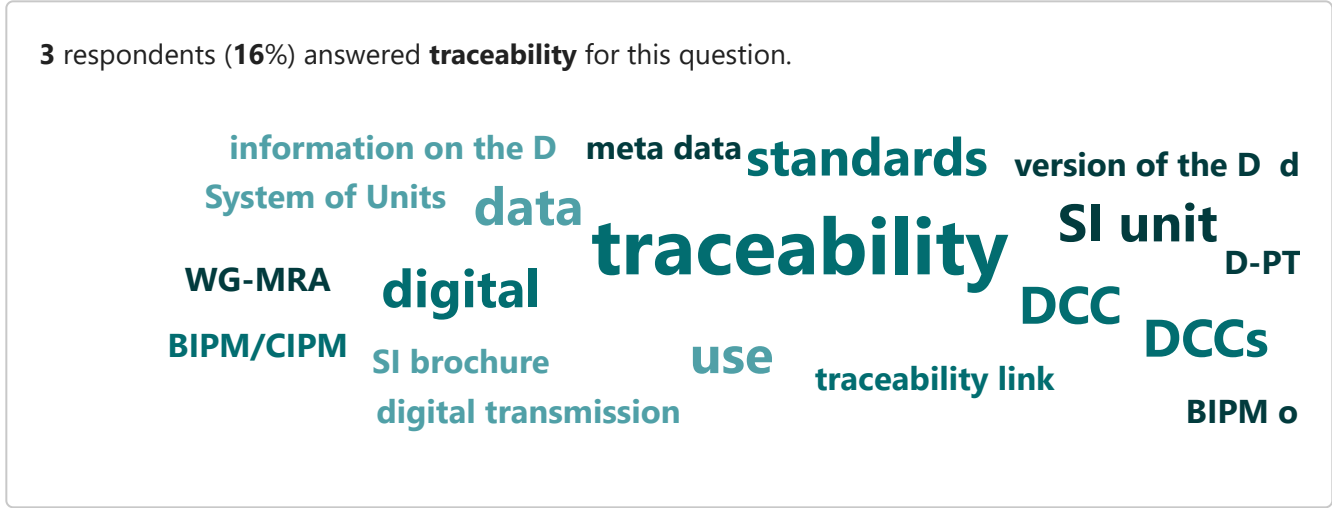 3 respondents (16%) answered traceability for this question.
information on the D
meta data
standards
version of the D d
System of Units
data
traceability
SI unit
D-PT
WG-MRA
digital
DCC
DCCs
BIPM/CIPM
SI brochure
use
traceability link
digital transmission
BIPM o